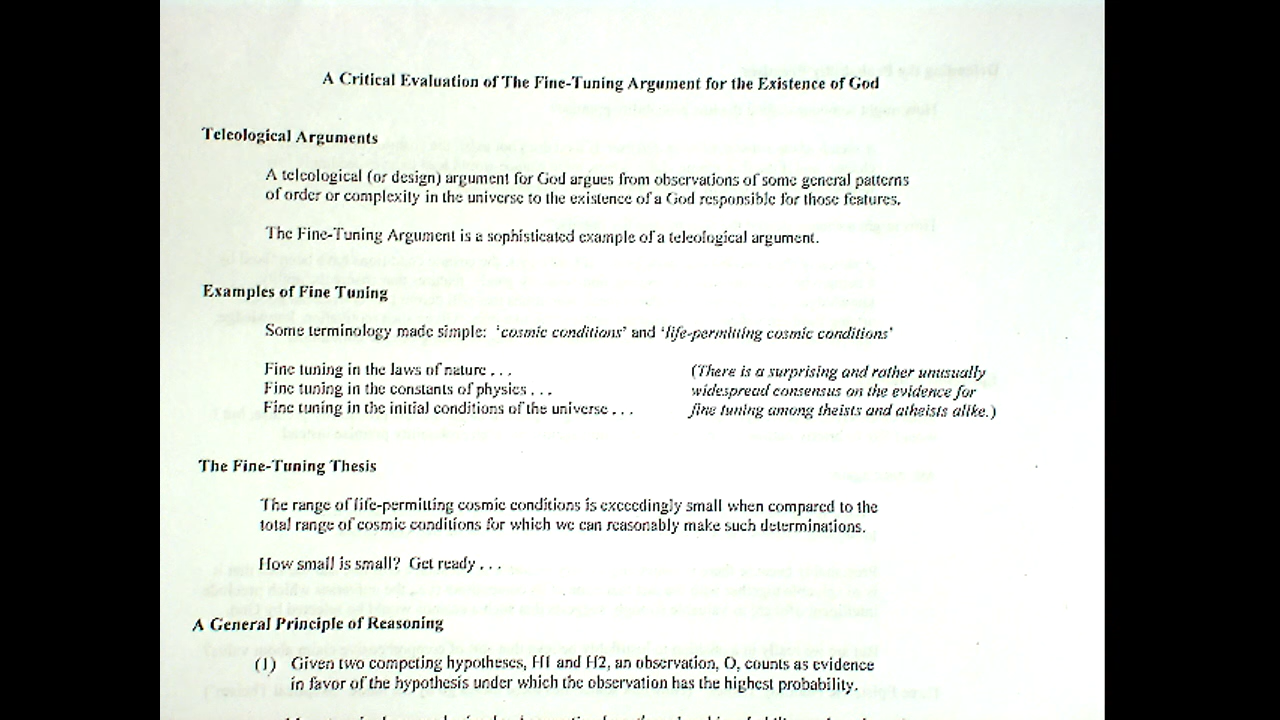 A Critical Evaluation of The Fine-Tuning Argument for the Existence of God
Teleological Arguments
A teleological (or design) argument for God argues from observations of some general patterns
of order or complexity in the universe to the existence of a God responsible for those features.
The Fine-Tuning Argument is a sophisticated example of a teleological argument.
Examples of Fine Tuning
Some terminology made simple: 'cosmic conditions' and 'life-permitting cosmic conditions'
Fine tuning in the laws of nature . . .
Fine tuning in the constants of physics . . .
Fine tuning in the initial conditions of the universe . . .
(There is a surprising and rather unusually
widespread consensus on the evidence for
fine tuning among theists and atheists alike.)
The Fine-Tuning Thesis
The range of life-permitting cosmic conditions is exceedingly small when compared to the
total range of cosmic conditions for which we can reasonably make such determinations.
How small is small? Get ready . . .
A General Principle of Reasoning
(1) Given two competing hypotheses, H1 and H2, an observation, O, counts as evidence
in favor of the hypothesis under which the observation has the highest probability.